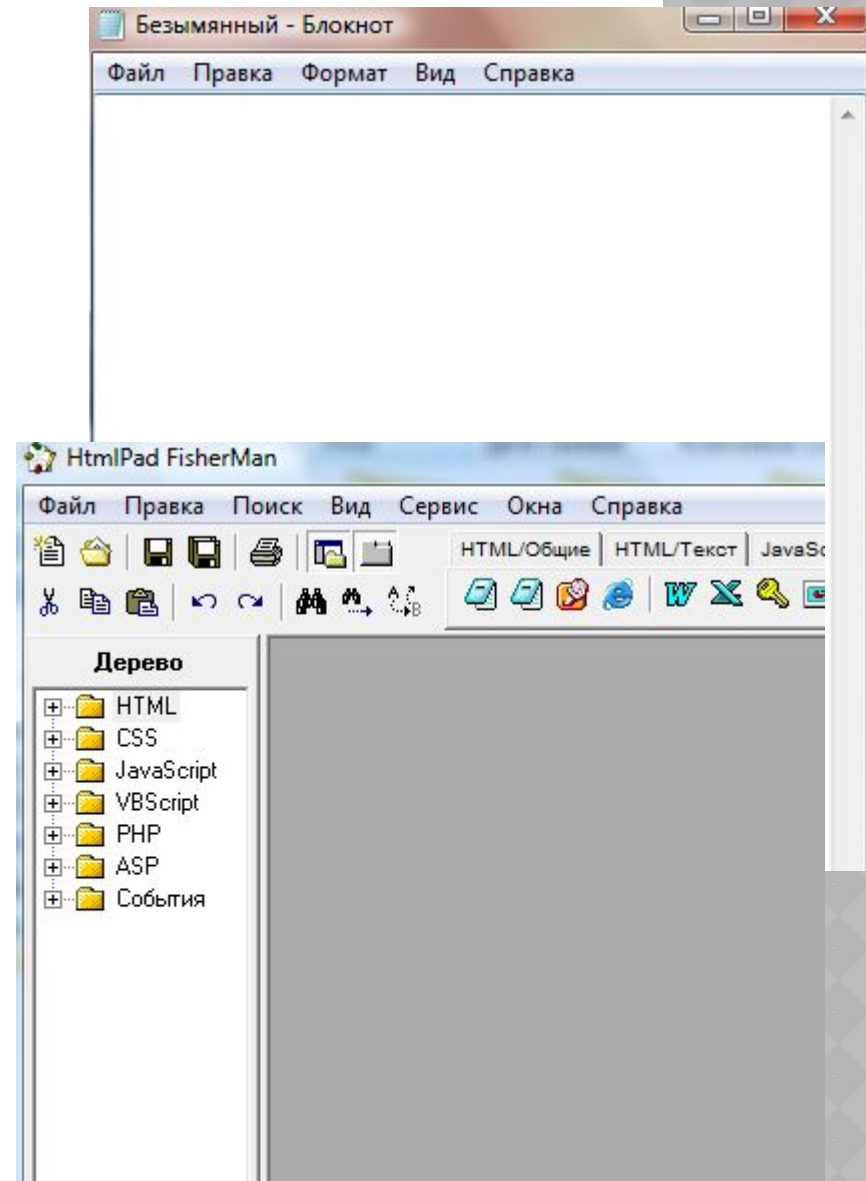 Безымянный - Блокнот
Файл Правка Формат Вид Справка
HtmlPad FisherMan
Файл Правка Поиск Вид Сервис Окна Справка
HTML/Общие HTML/Текст JavaSc
Дерево
HTML
CSS
JavaScript
VBScript
PHP
ASP
События